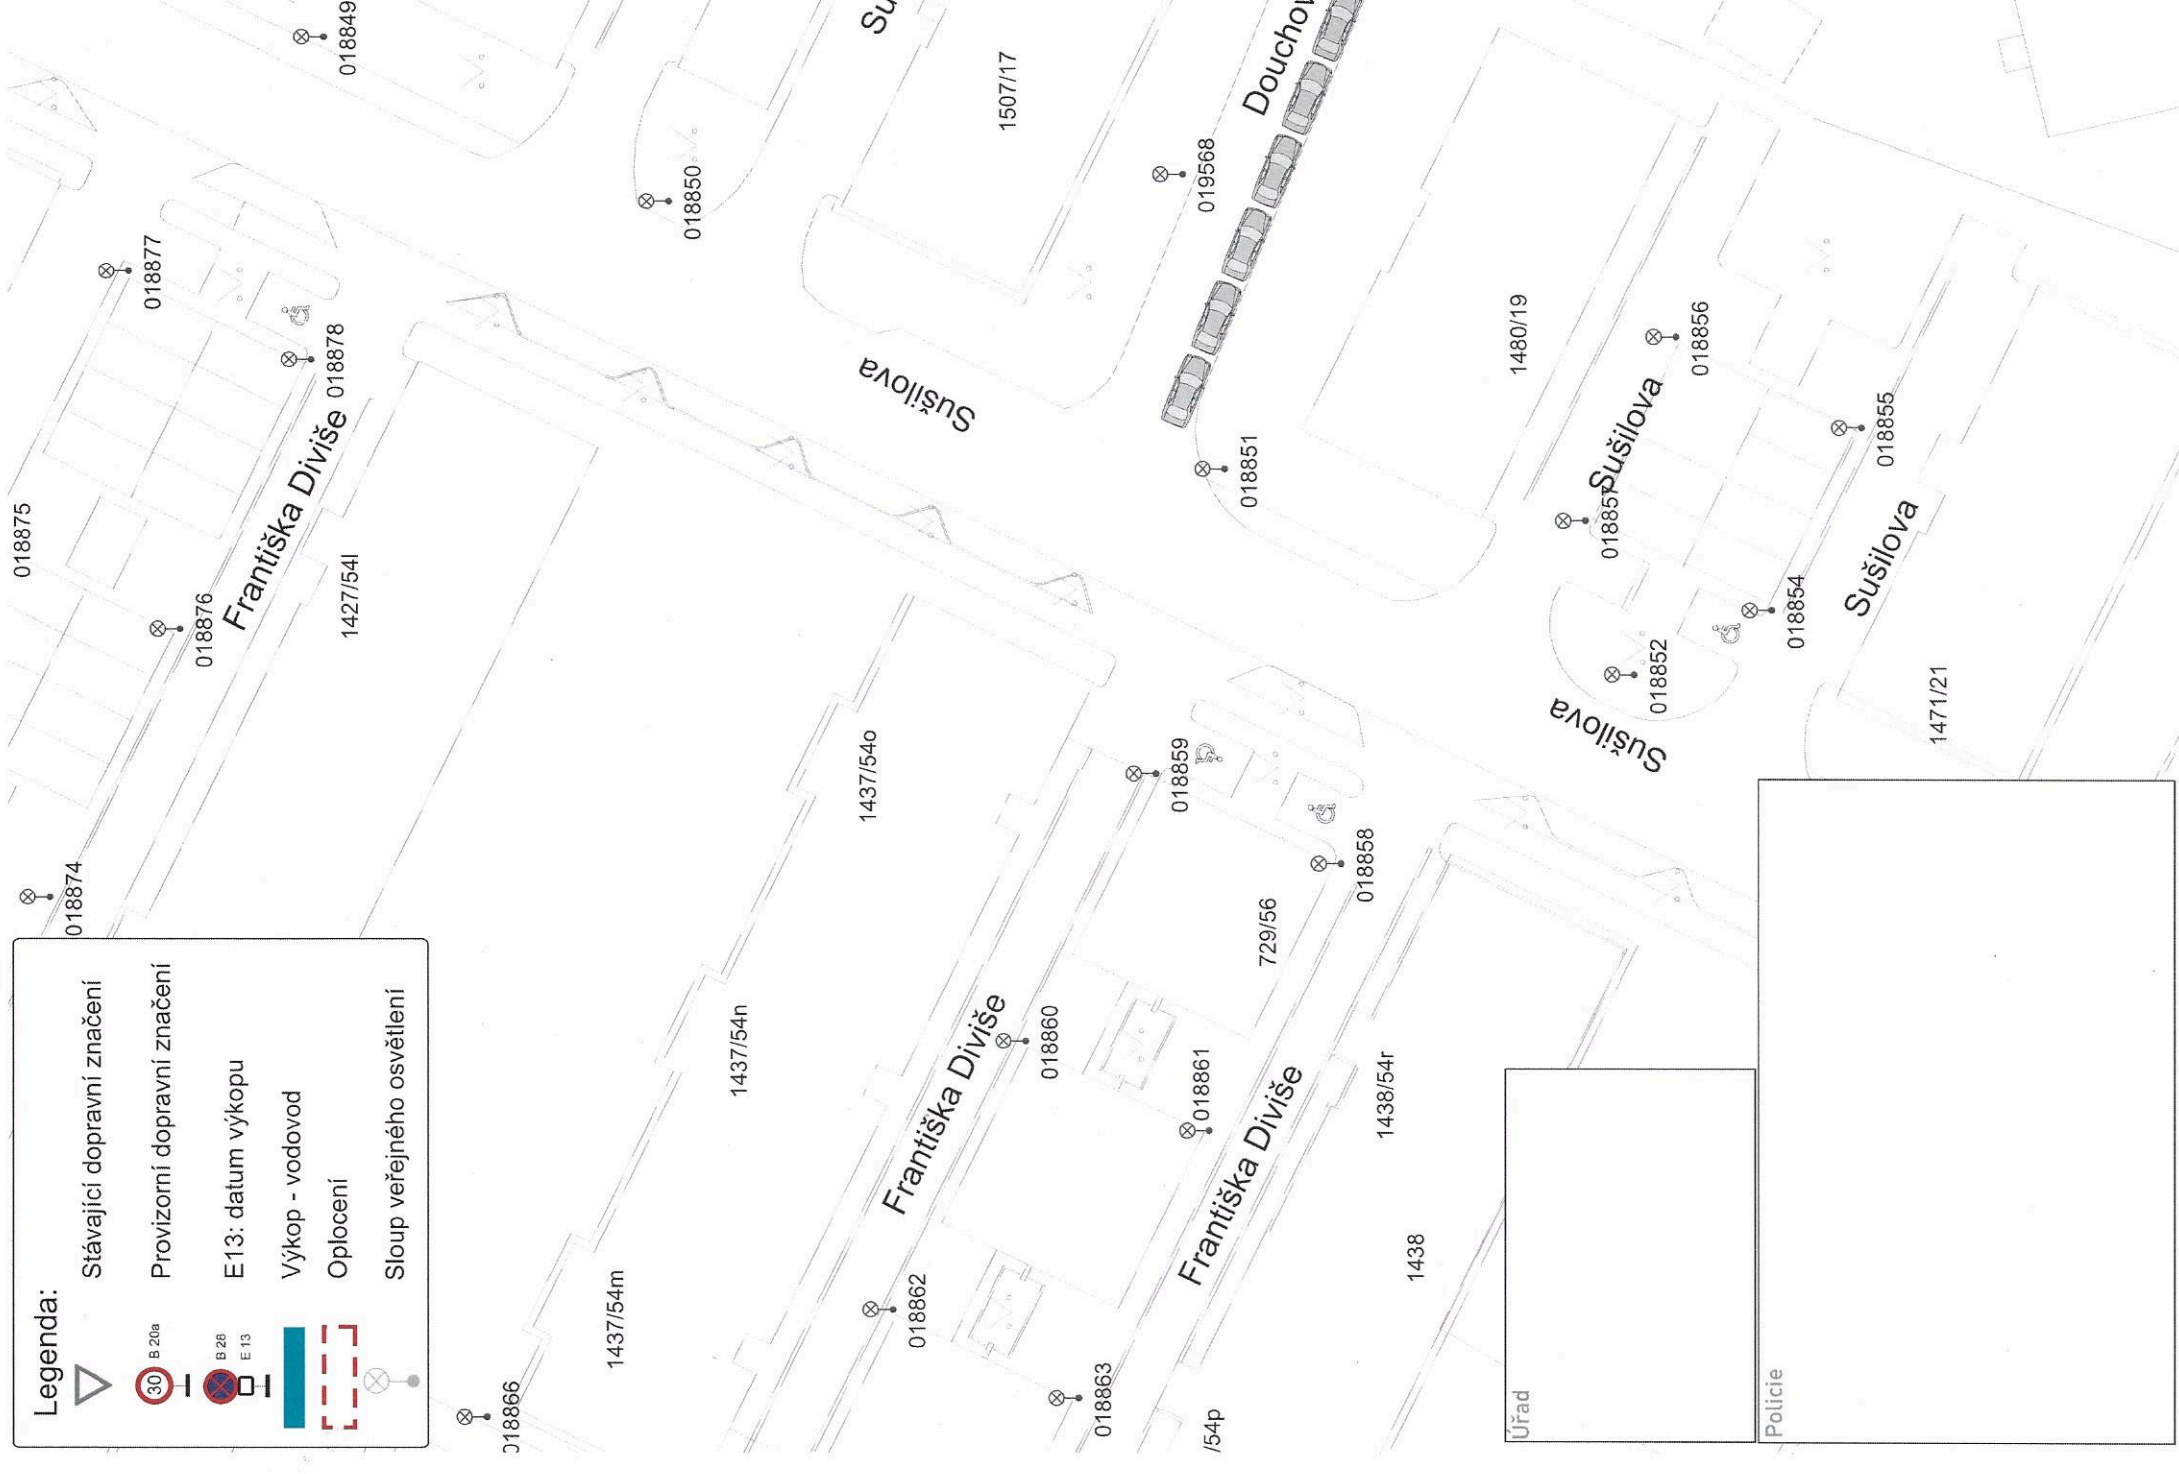 Legenda:
Stávající dopravní značení
30
B 20a
Provizorní dopravní značení
B 28
E 13
E13: datum výkopu
Výkop - vodovod
Oplocení
Sloup veřejného osvětlení
018849
018850
1507/17
019568
018877
018878
018875
018876
Františka Diviše
1427/54l
018874
Sušilova
018851
1480/19
018856
Sušilova
018857
018855
018854
Sušilova
018852
Sušilova
1471/21
1437/54o
018859
018858
729/56
1437/54n
Františka Diviše
018860
018861
Františka Diviše
1438/54r
1438
1437/54m
018862
018863
018866
/54p
Úřad
Policie